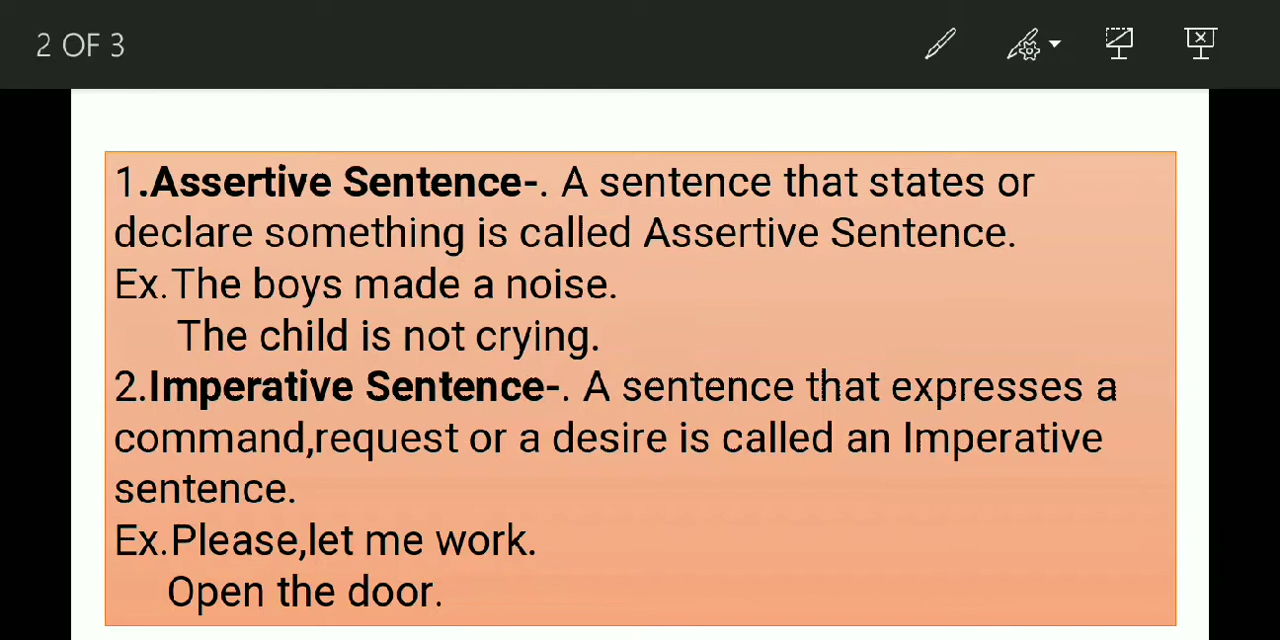 2 OF 3
1.Assertive Sentence-. A sentence that states or
declare something is called Assertive Sentence.
Ex.The boys made a noise.
The child is not crying.
2.Imperative Sentence-. A sentence that expresses a
command,request or a desire is called an Imperative
sentence.
Ex.Please,let me work.
Open the door.